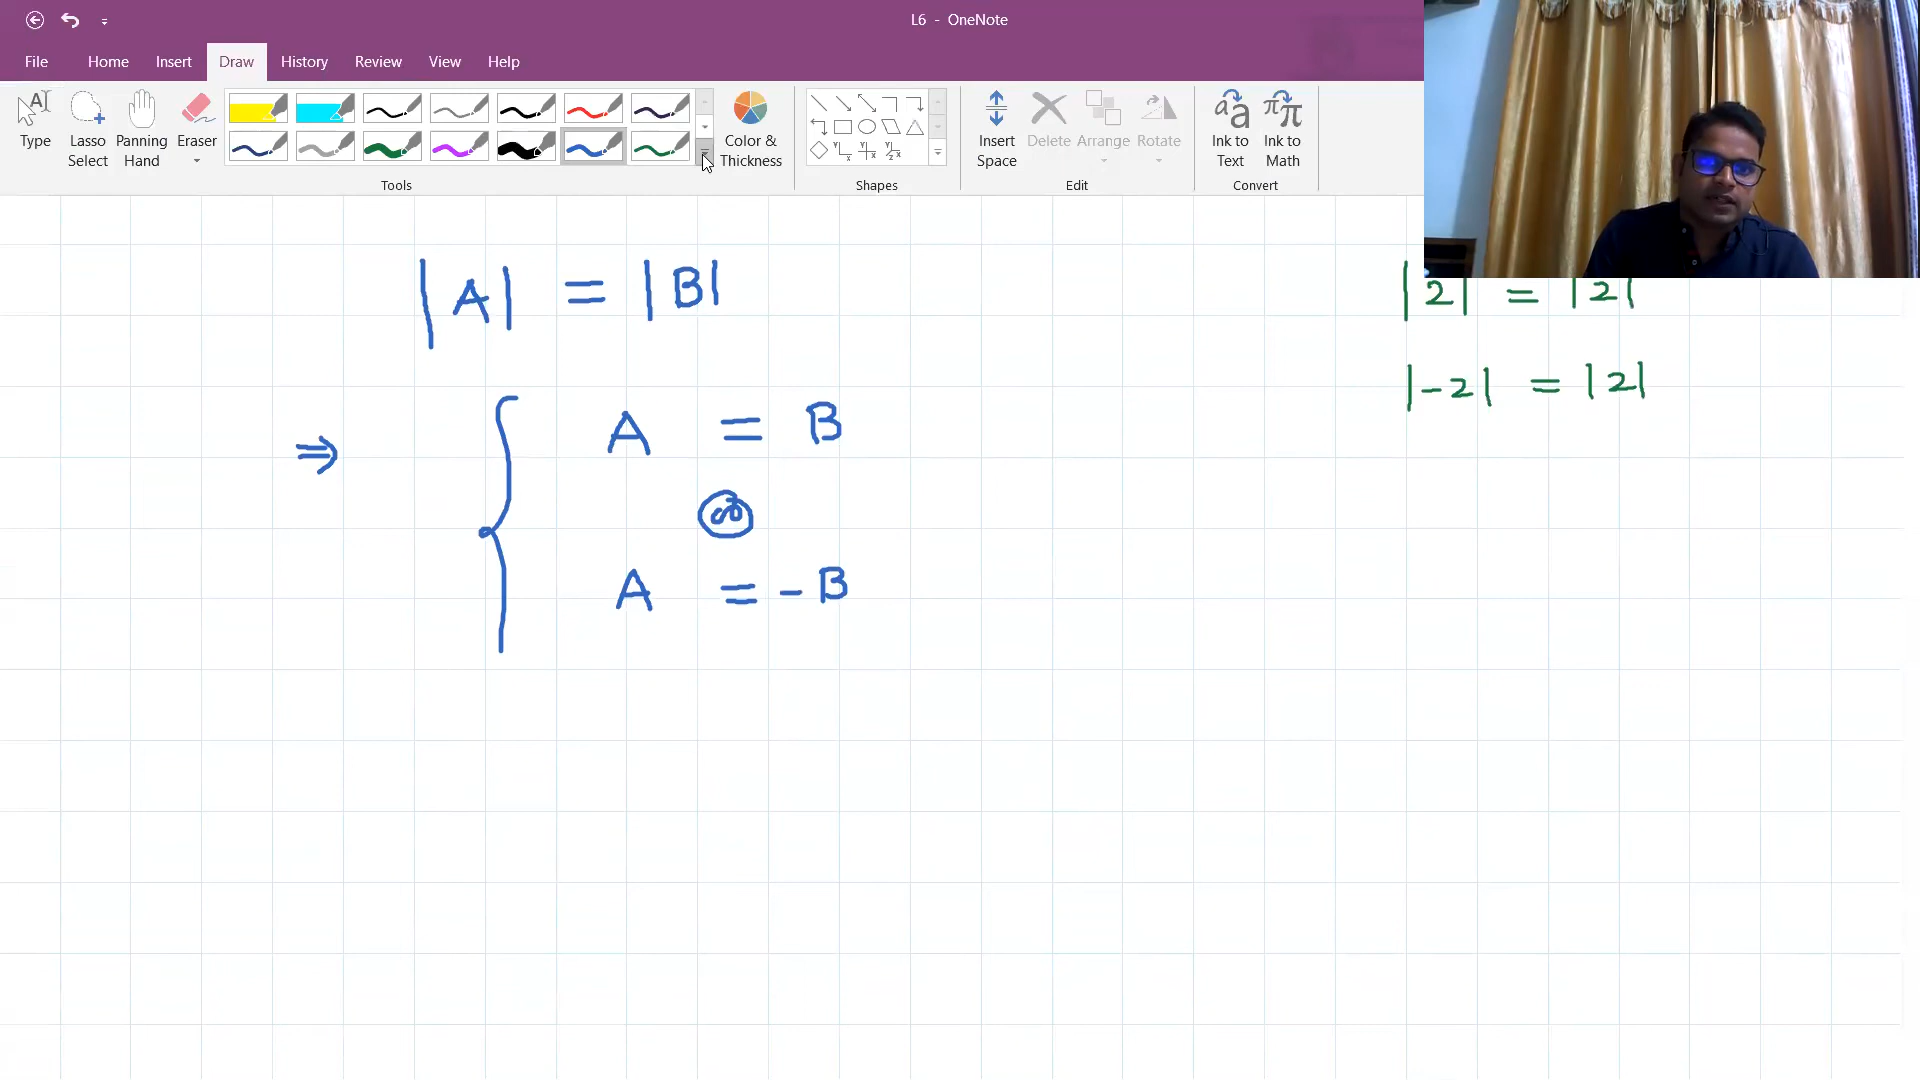 L6 - OneNote
File Home Insert Draw History Review View Help
Type
Lasso Select
Panning Hand
Eraser
Color & Thickness
Insert Space
Delete
Arrange
Rotate
Ink to Text
Ink to Math
Tools
Shapes
Edit
Convert
|A| = |B|
⇒
A = B
or
A = -B
|2| = |2|
|-2| = |2|